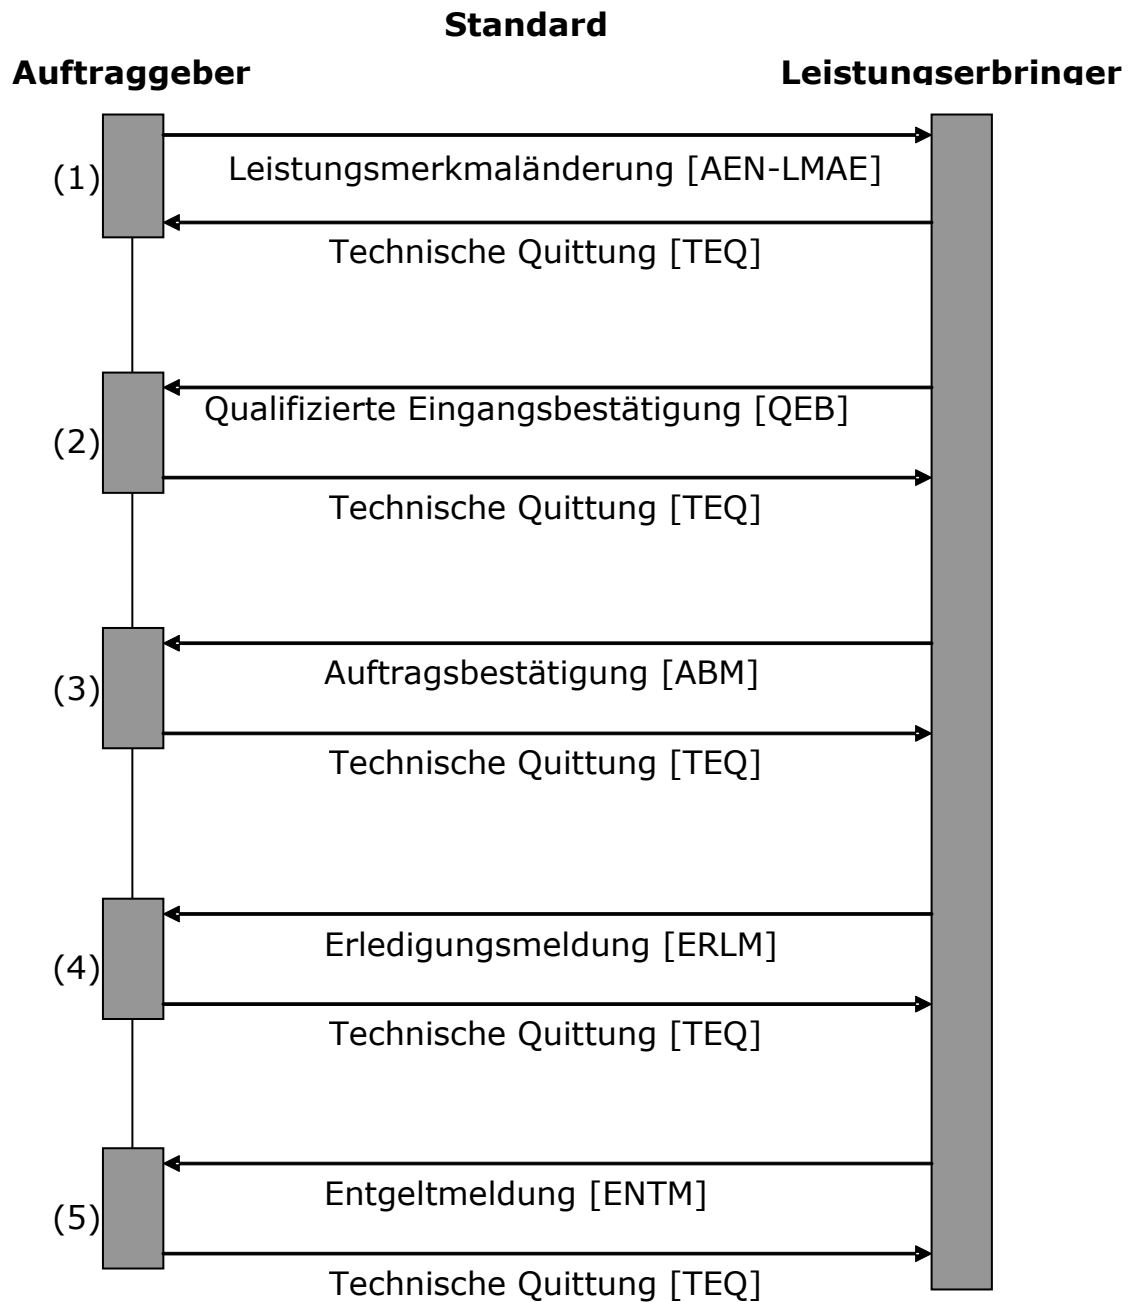 Standard
Auftraggeber
Leistungserbringer
(1)
Leistungsmerkmaländerung [AEN-LMAE]
Technische Quittung [TEQ]
Qualifizierte Eingangsbestätigung [QEB]
(2)
Technische Quittung [TEQ]
Auftragsbestätigung [ABM]
(3)
Technische Quittung [TEQ]
Erledigungsmeldung [ERLM]
(4)
Technische Quittung [TEQ]
Entgeltmeldung [ENTM]
(5)
Technische Quittung [TEQ]